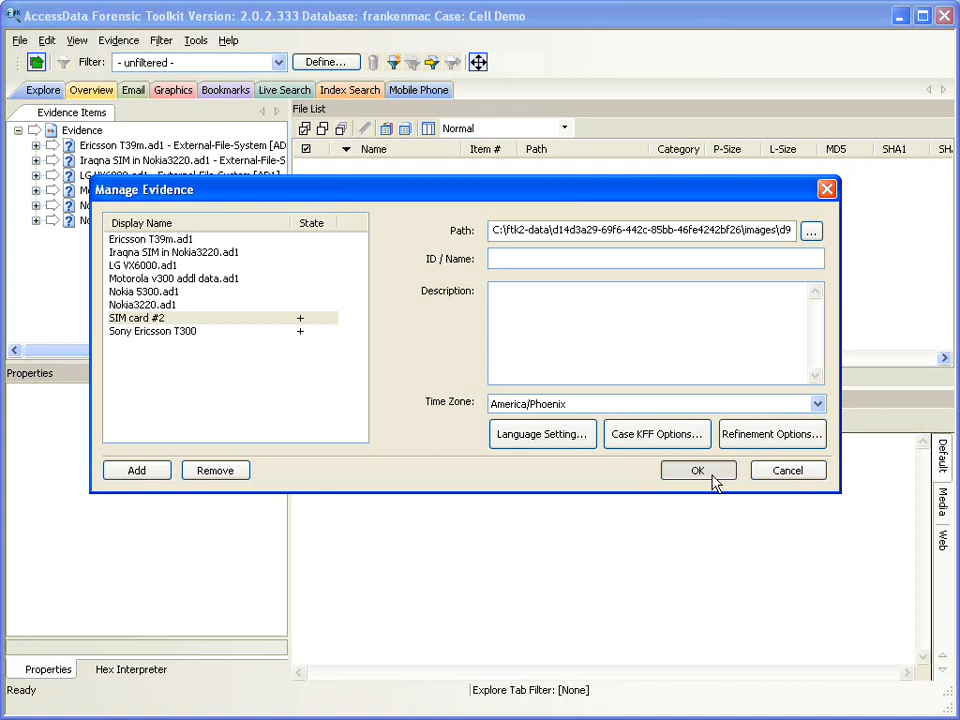 AccessData Forensic Toolkit Version: 2.0.2.333 Database: frankenmac Case: Cell Demo
File Edit View Evidence Filter Tools Help
Filter: - unfiltered - Define...
Explore Overview Email Graphics Bookmarks Live Search Index Search Mobile Phone
Evidence Items
File List
Evidence
Normal
Ericsson T39m.ad1 - External-File-System [AD
Name Item # Path Category P-Size L-Size MD5 SHA1
Iraqna SIM in Nokia3220.ad1 - External-File-S
Manage Evidence
Display Name State
Ericsson T39m.ad1
Iraqna SIM in Nokia3220.ad1
LG VX6000.ad1
Motorola v300 addl data.ad1
Nokia 5300.ad1
Nokia3220.ad1
SIM card #2 +
Sony Ericsson T300 +
Path: C:\ftk2-data\d14d3a29-69f6-442c-85bb-46fe4242bf26\images\d9 ...
ID / Name:
Description:
Time Zone: America/Phoenix
Language Setting... Case KFF Options... Refinement Options...
Add Remove OK Cancel
Properties
Default
Media
Web
Properties Hex Interpreter
Ready Explore Tab Filter: [None]